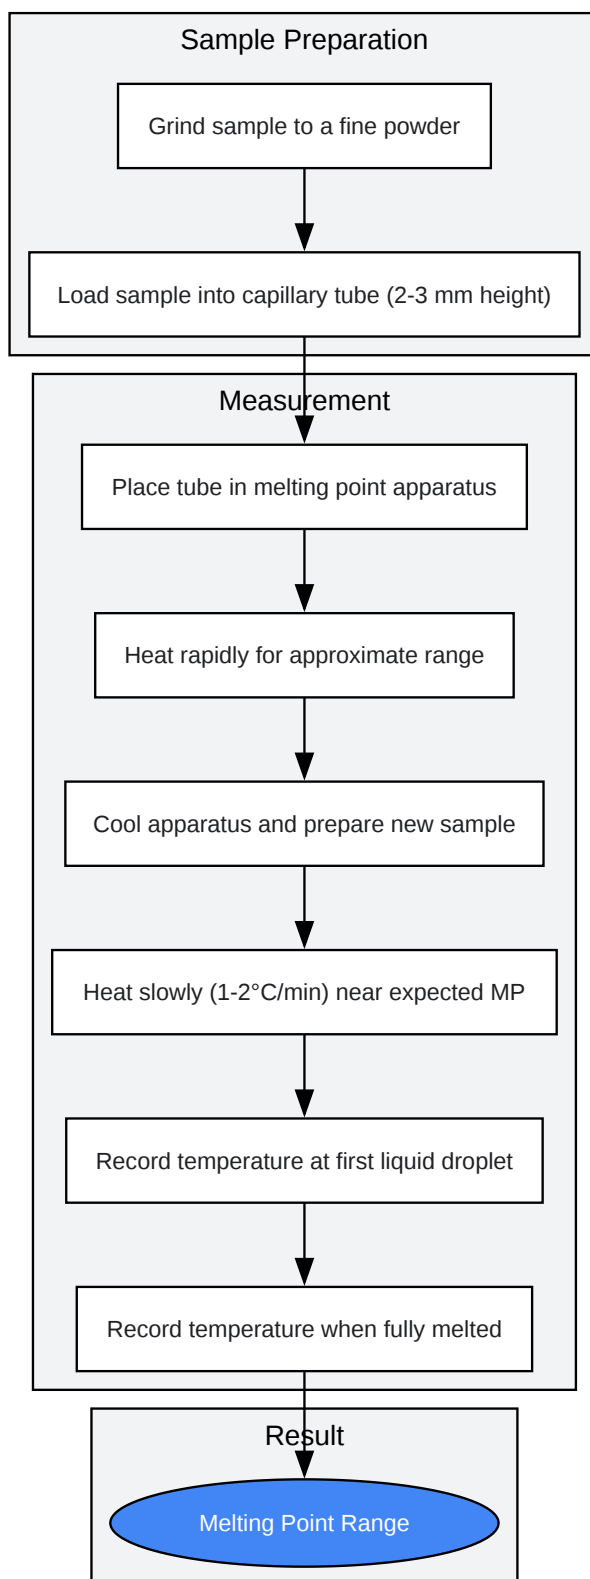 Sample Preparation
Grind sample to a fine powder
Load sample into capillary tube (2-3 mm height)
Measurement
Place tube in melting point apparatus
Heat rapidly for approximate range
Cool apparatus and prepare new sample
Heat slowly (1-2°C/min) near expected MP
Record temperature at first liquid droplet
Record temperature when fully melted
Result
Melting Point Range